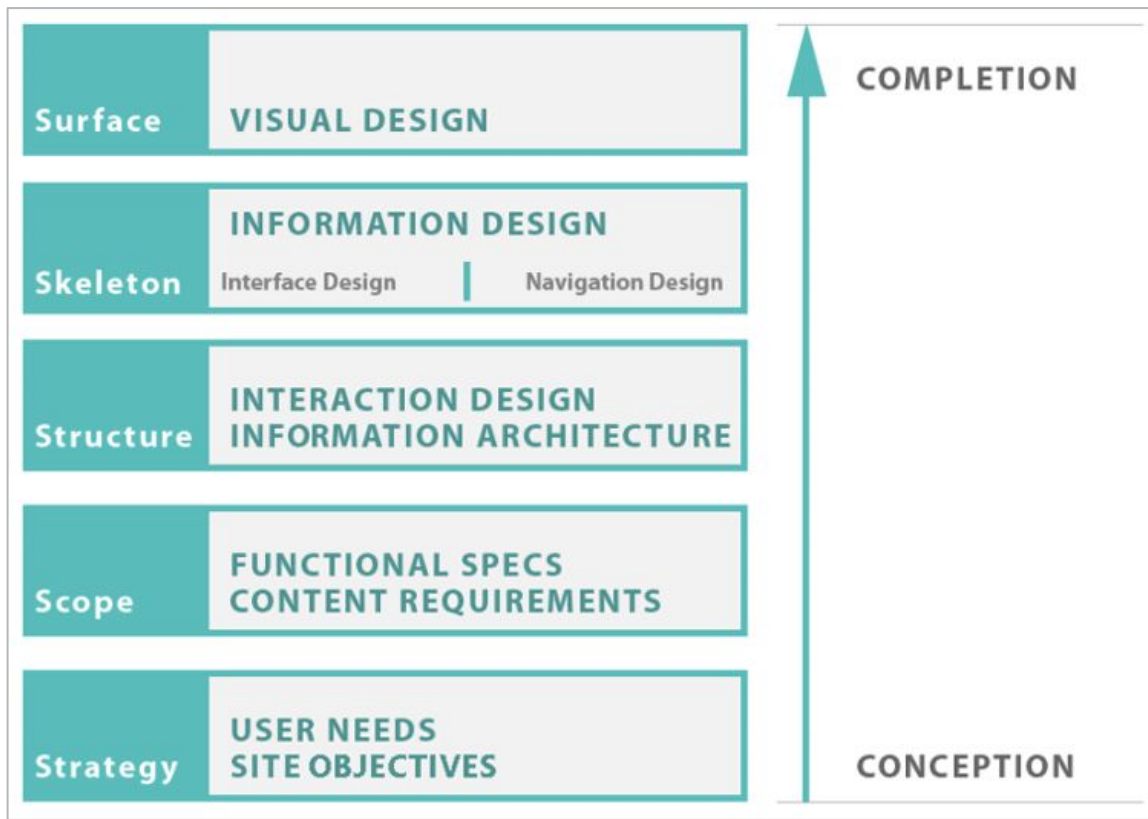 COMPLETION
Surface
VISUAL DESIGN
INFORMATION DESIGN
Skeleton
Interface Design
Navigation Design
INTERACTION DESIGN
Structure
INFORMATION ARCHITECTURE
FUNCTIONAL SPECS
Scope
CONTENT REQUIREMENTS
USER NEEDS
Strategy
SITE OBJECTIVES
CONCEPTION